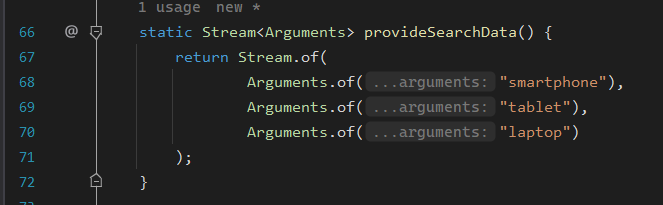 1 usage new *
66 @ static Stream<Arguments> provideSearchData() {
67 return Stream.of(
68 Arguments.of( ...arguments: "smartphone"),
69 Arguments.of( ...arguments: "tablet"),
70 Arguments.of( ...arguments: "laptop")
71 );
72 }